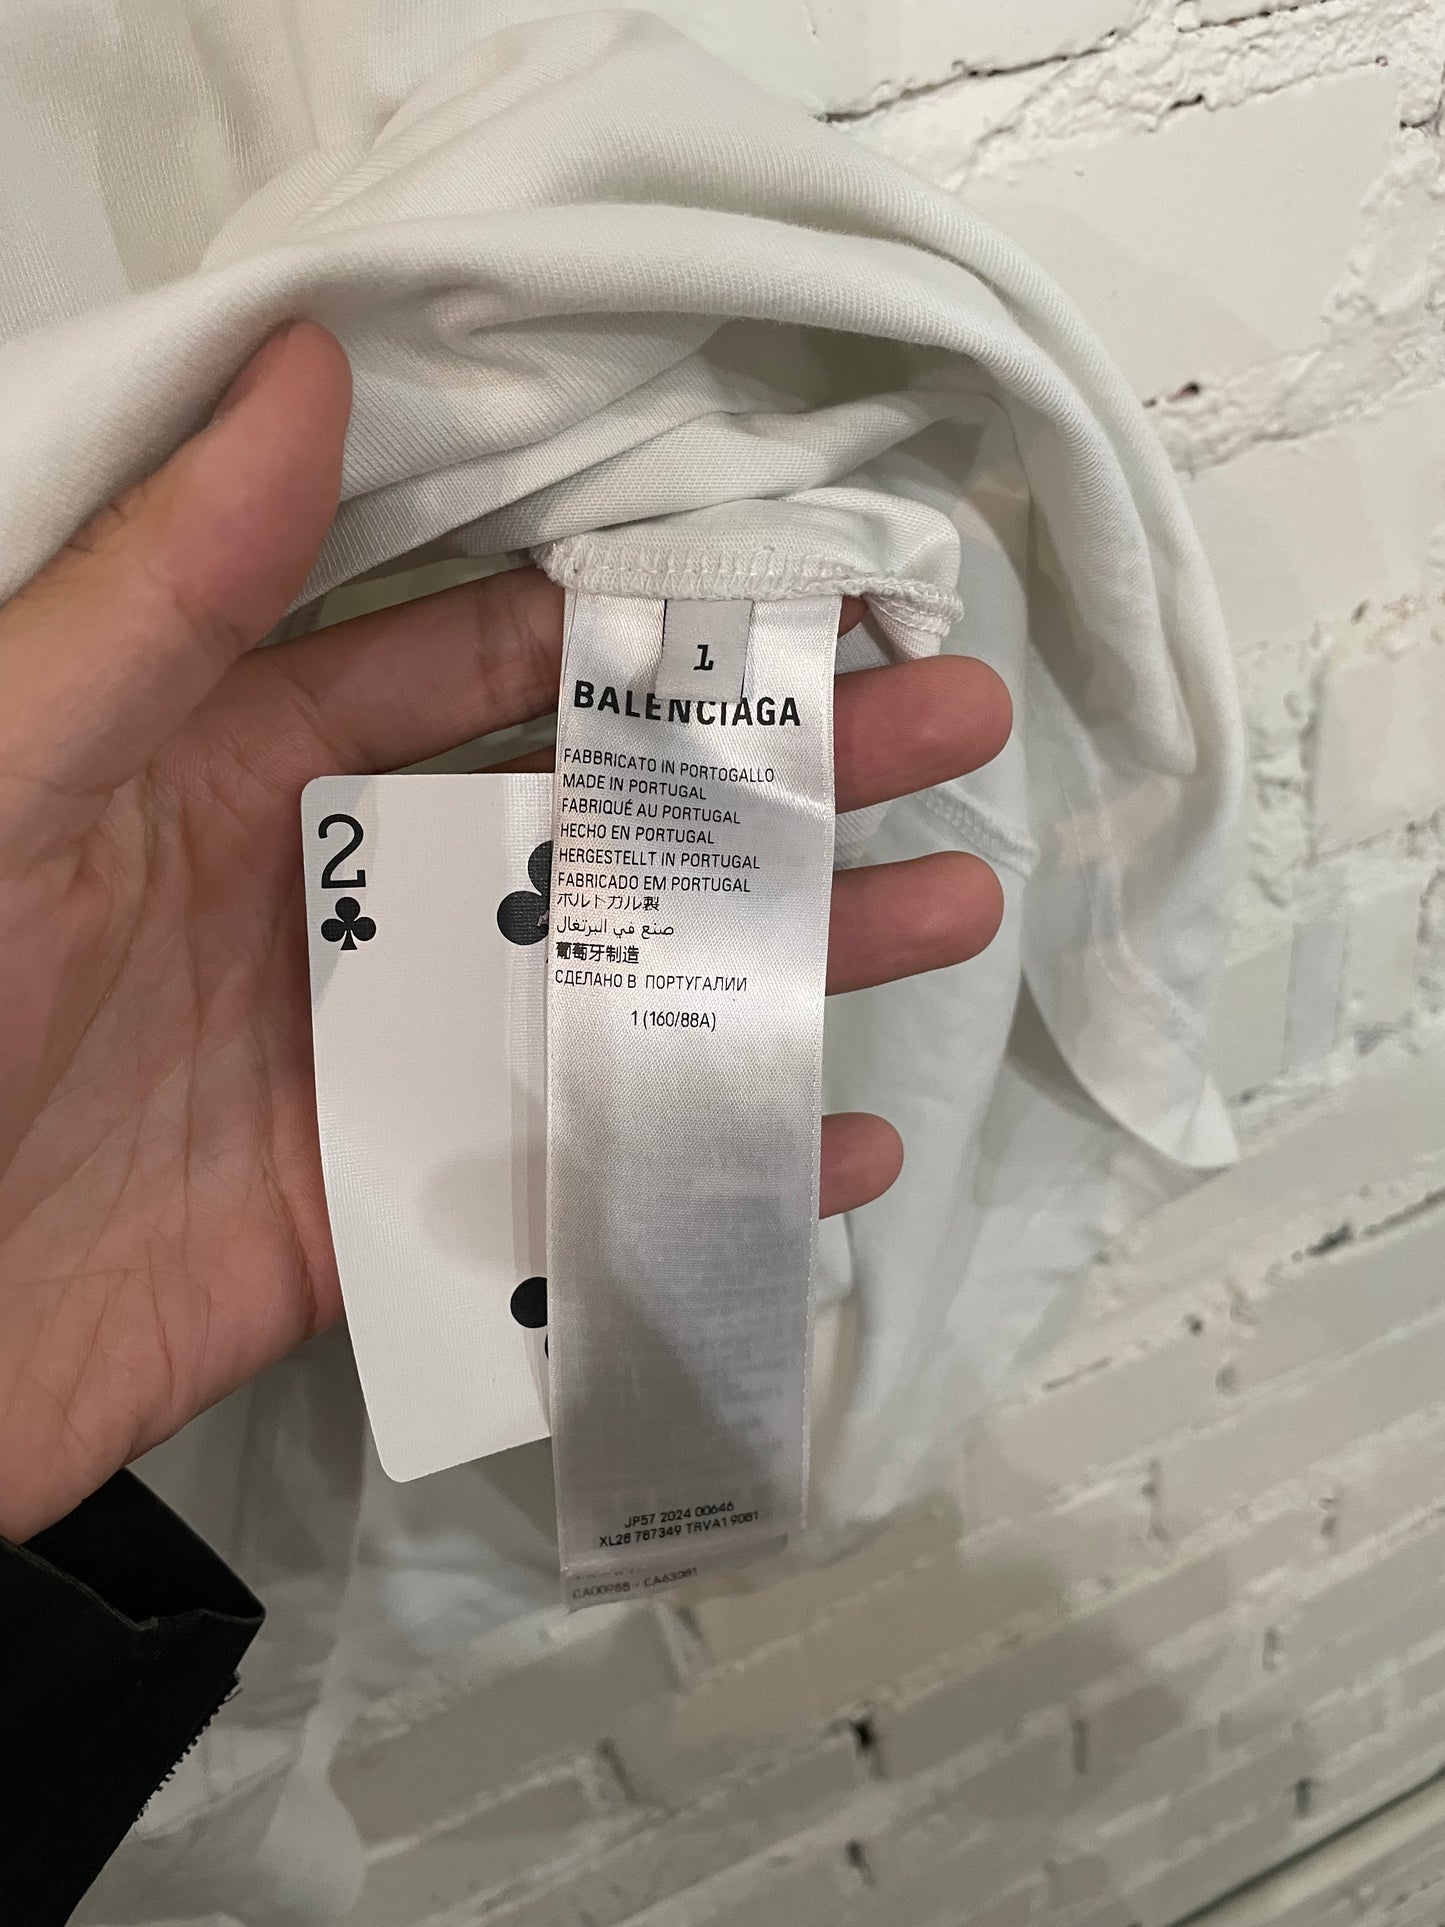 1
BALENCIAGA
FABBRICATO IN PORTOGALLO
MADE IN PORTUGAL
FABRIQUÉ AU PORTUGAL
HECHO EN PORTUGAL
HERGESTELLT IN PORTUGAL
FABRICADO EM PORTUGAL
ポルトガル製
صنع في البرتغال
葡萄牙制造
СДЕЛАНО В ПОРТУГАЛИИ
1 (160/88A)
2
JP57 2024 00646
XL28 787349 TRVA1 9081
CA00968 - CA63081